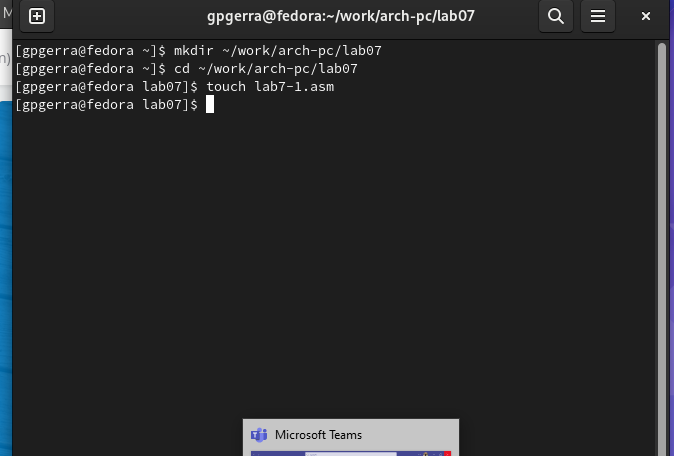 M
gpgerra@fedora:~/work/arch-pc/lab07
n)
[gpgerra@fedora ~]$ mkdir ~/work/arch-pc/lab07
[gpgerra@fedora ~]$ cd ~/work/arch-pc/lab07
[gpgerra@fedora lab07]$ touch lab7-1.asm
[gpgerra@fedora lab07]$
Microsoft Teams